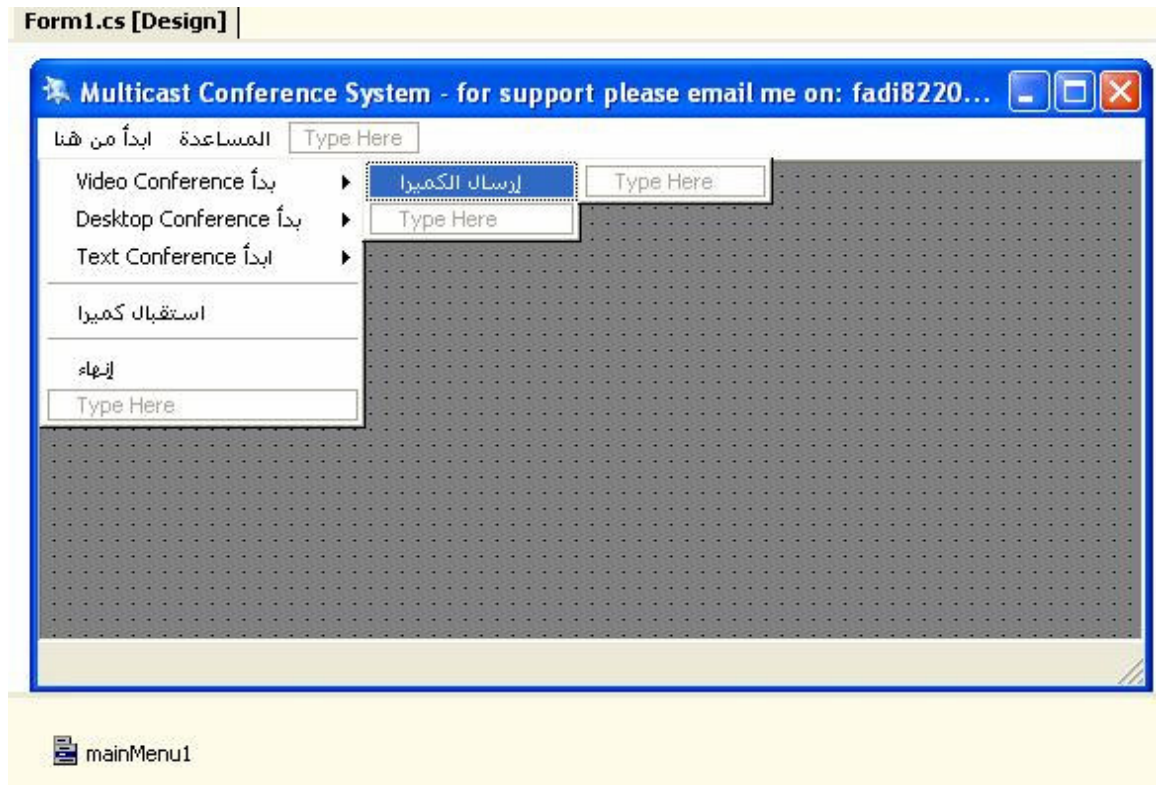 Form1.cs [Design]
Multicast Conference System - for support please email me on: fadi8220...
ابدأ من هنا المساعدة Type Here
بدأ Video Conference
إرسال الكميرا Type Here
بدأ Desktop Conference
Type Here
ابدأ Text Conference
استقبال كميرا
إنهاء
Type Here
mainMenu1